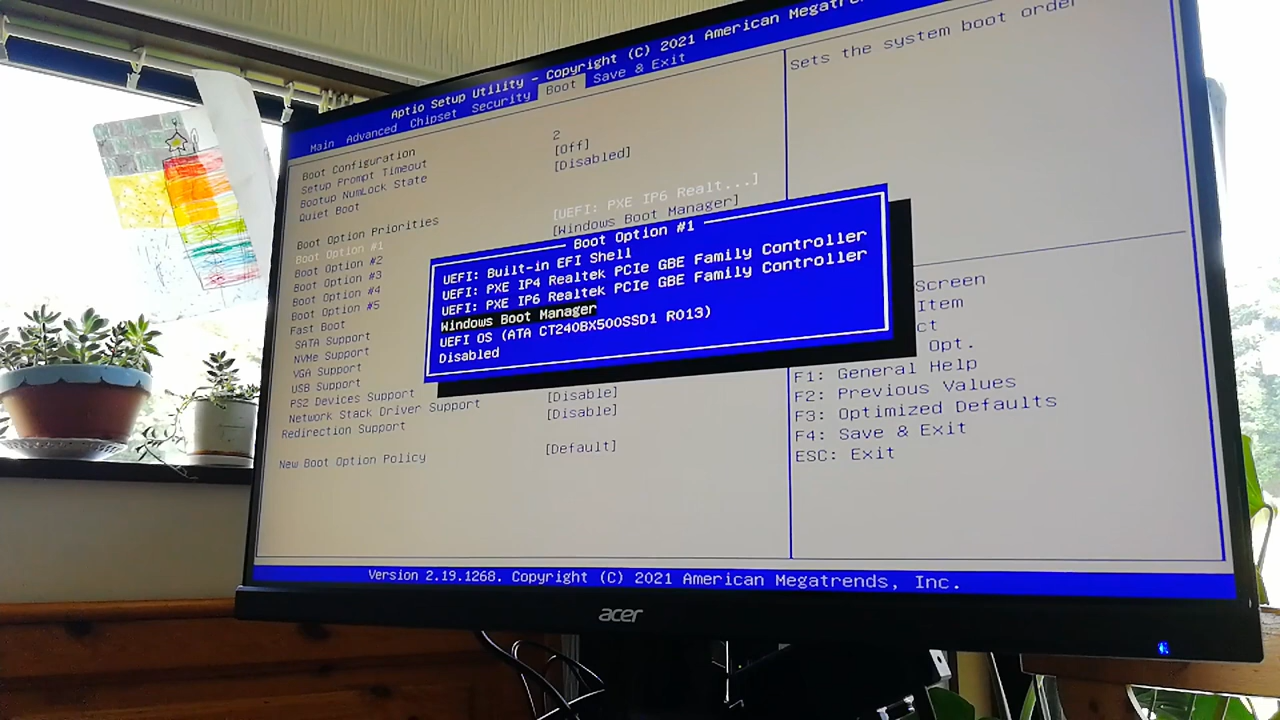 Aptio Setup Utility – Copyright (C) 2021 American Megatre
Main Advanced Chipset Security Boot Save & Exit
Boot Configuration
Setup Prompt Timeout 2
Bootup NumLock State [Off]
Quiet Boot [Disabled]
Boot Option Priorities
Boot Option #1 [UEFI: PXE IP6 Realt...]
Boot Option #2 [Windows Boot Manager]
Boot Option #3
Boot Option #4
Boot Option #5
Fast Boot
SATA Support
NVMe Support
VGA Support
USB Support
PS2 Devices Support
Network Stack Driver Support [Disable]
Redirection Support [Disable]
New Boot Option Policy [Default]
Boot Option #1
UEFI: Built-in EFI Shell
UEFI: PXE IP4 Realtek PCIe GBE Family Controller
UEFI: PXE IP6 Realtek PCIe GBE Family Controller
Windows Boot Manager
UEFI OS (ATA CT240BX500SSD1 R013)
Disabled
Sets the system boot order
Screen
Item
ct
Opt.
F1: General Help
F2: Previous Values
F3: Optimized Defaults
F4: Save & Exit
ESC: Exit
Version 2.19.1268. Copyright (C) 2021 American Megatrends, Inc.
acer